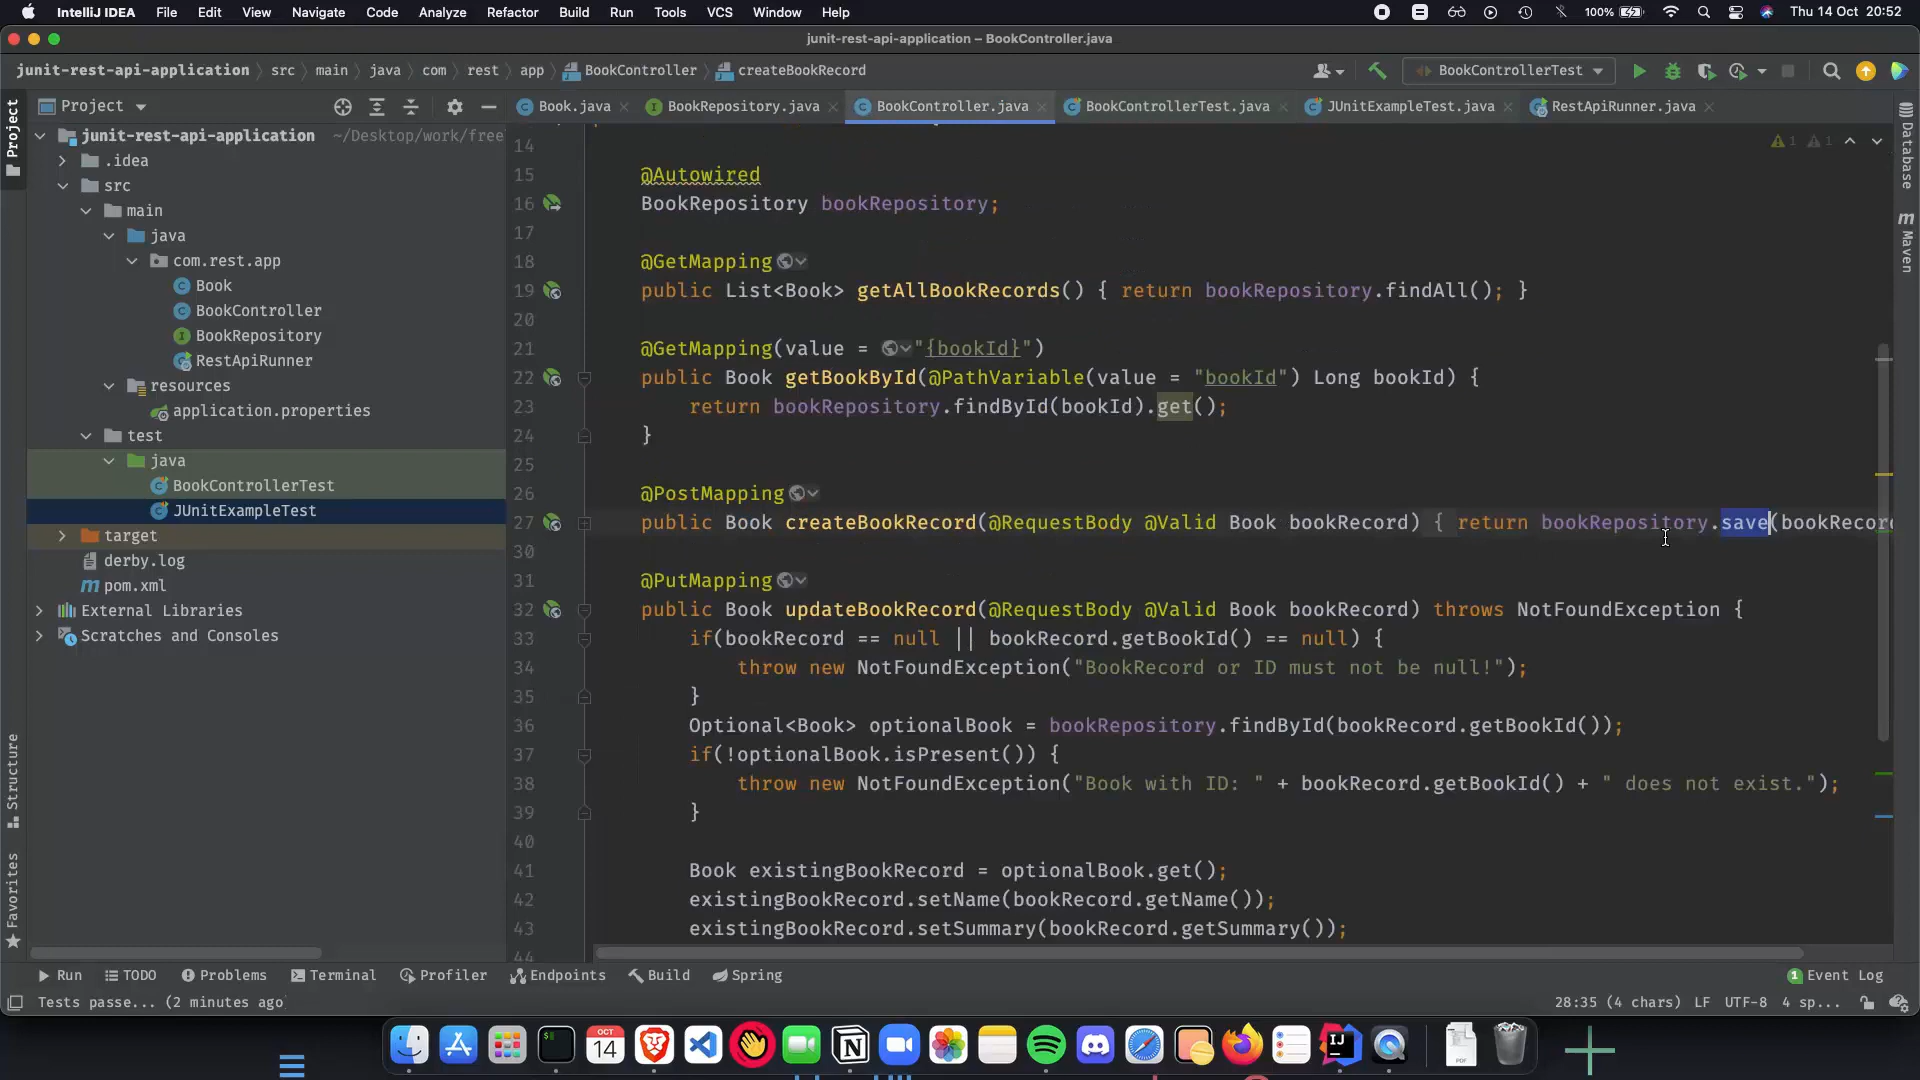 IntelliJ IDEA File Edit View Navigate Code Analyze Refactor Build Run Tools VCS Window Help 100% Thu 14 Oct 20:52
junit-rest-api-application – BookController.java
junit-rest-api-application src main java com rest app BookController createBookRecord BookControllerTest
Project Book.java BookRepository.java BookController.java BookControllerTest.java JUnitExampleTest.java RestApiRunner.java
Project
Structure
Favorites
Database
Maven
junit-rest-api-application ~/Desktop/work/free
.idea
src
main
java
com.rest.app
Book
BookController
BookRepository
RestApiRunner
resources
application.properties
test
java
BookControllerTest
JUnitExampleTest
target
derby.log
pom.xml
External Libraries
Scratches and Consoles
1 1
14
15 @Autowired
16 BookRepository bookRepository;
17
18 @GetMapping
19 public List<Book> getAllBookRecords() { return bookRepository.findAll(); }
20
21 @GetMapping(value = "{bookId}")
22 public Book getBookById(@PathVariable(value = "bookId") Long bookId) {
23 return bookRepository.findById(bookId).get();
24 }
25
26 @PostMapping
27 public Book createBookRecord(@RequestBody @Valid Book bookRecord) { return bookRepository.save(bookRecord
30
31 @PutMapping
32 public Book updateBookRecord(@RequestBody @Valid Book bookRecord) throws NotFoundException {
33 if(bookRecord == null || bookRecord.getBookId() == null) {
34 throw new NotFoundException("BookRecord or ID must not be null!");
35 }
36 Optional<Book> optionalBook = bookRepository.findById(bookRecord.getBookId());
37 if(!optionalBook.isPresent()) {
38 throw new NotFoundException("Book with ID: " + bookRecord.getBookId() + " does not exist.");
39 }
40
41 Book existingBookRecord = optionalBook.get();
42 existingBookRecord.setName(bookRecord.getName());
43 existingBookRecord.setSummary(bookRecord.getSummary());
44
Run TODO Problems Terminal Profiler Endpoints Build Spring 1 Event Log
Tests passe... (2 minutes ago 28:35 (4 chars) LF UTF-8 4 sp...
OCT
14
IJ
PDF